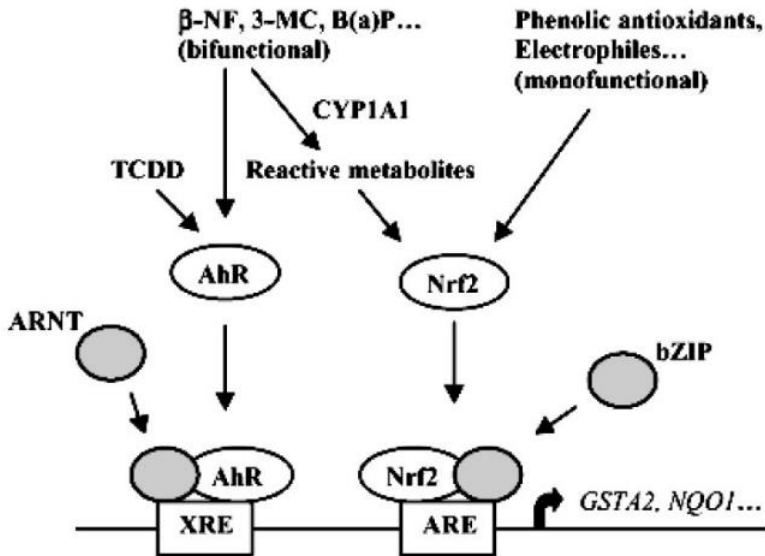 β-NF, 3-MC, B(a)P…
(bifunctional)
Phenolic antioxidants,
Electrophiles…
(monofunctional)
CYP1A1
TCDD
Reactive metabolites
AhR
Nrf2
ARNT
bZIP
AhR
Nrf2
XRE
ARE
GSTA2, NQO1…